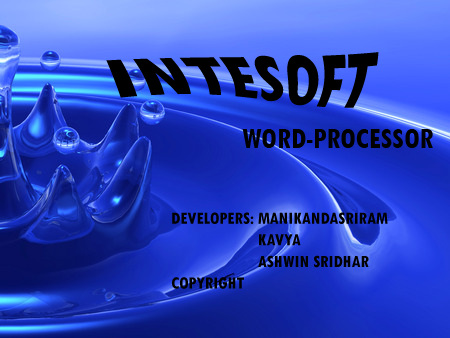 INTESOFT
WORD-PROCESSOR
DEVELOPERS: MANIKANDASRIRAM
KAVYA
ASHWIN SRIDHAR
COPYRIGHT